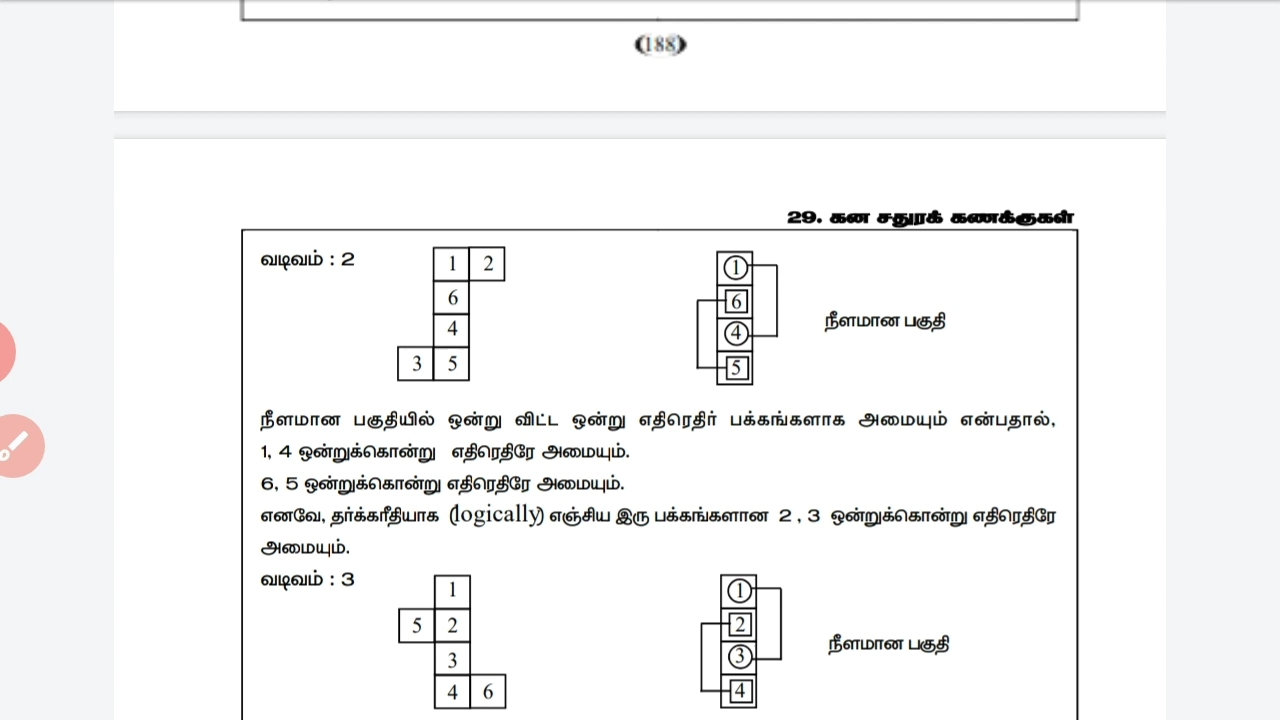 (188)
29. கன சதுரக் கணக்குகள்
வடிவம் : 2
1 2
6
4
3 5
1
6
4
5
நீளமான பகுதி
நீளமான பகுதியில் ஒன்று விட்ட ஒன்று எதிரெதிர் பக்கங்களாக அமையும் என்பதால்,
1, 4 ஒன்றுக்கொன்று எதிரெதிரே அமையும்.
6, 5 ஒன்றுக்கொன்று எதிரெதிரே அமையும்.
எனவே, தர்க்கரீதியாக (logically) எஞ்சிய இரு பக்கங்களான 2 , 3 ஒன்றுக்கொன்று எதிரெதிரே
அமையும்.
வடிவம் : 3
1
5 2
3
4 6
1
2
3
4
நீளமான பகுதி